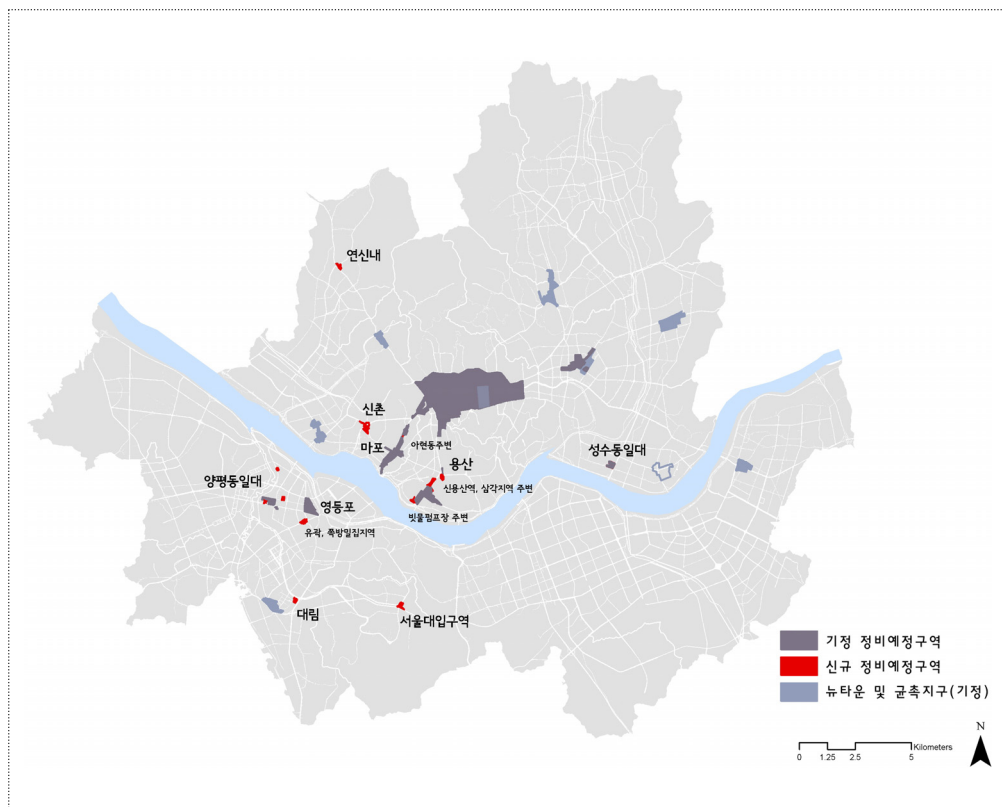 연신내
신촌
마포
아현동주변
용산
신용산역, 삼각지역 주변
빗물펌프장 주변
성수동일대
양평동일대
영등포
유곽, 쪽방밀집지역
대림
서울대입구역
기정 정비예정구역
신규 정비예정구역
뉴타운 및 균촉지구(기정)
N
Kilometers
0 1.25 2.5 5